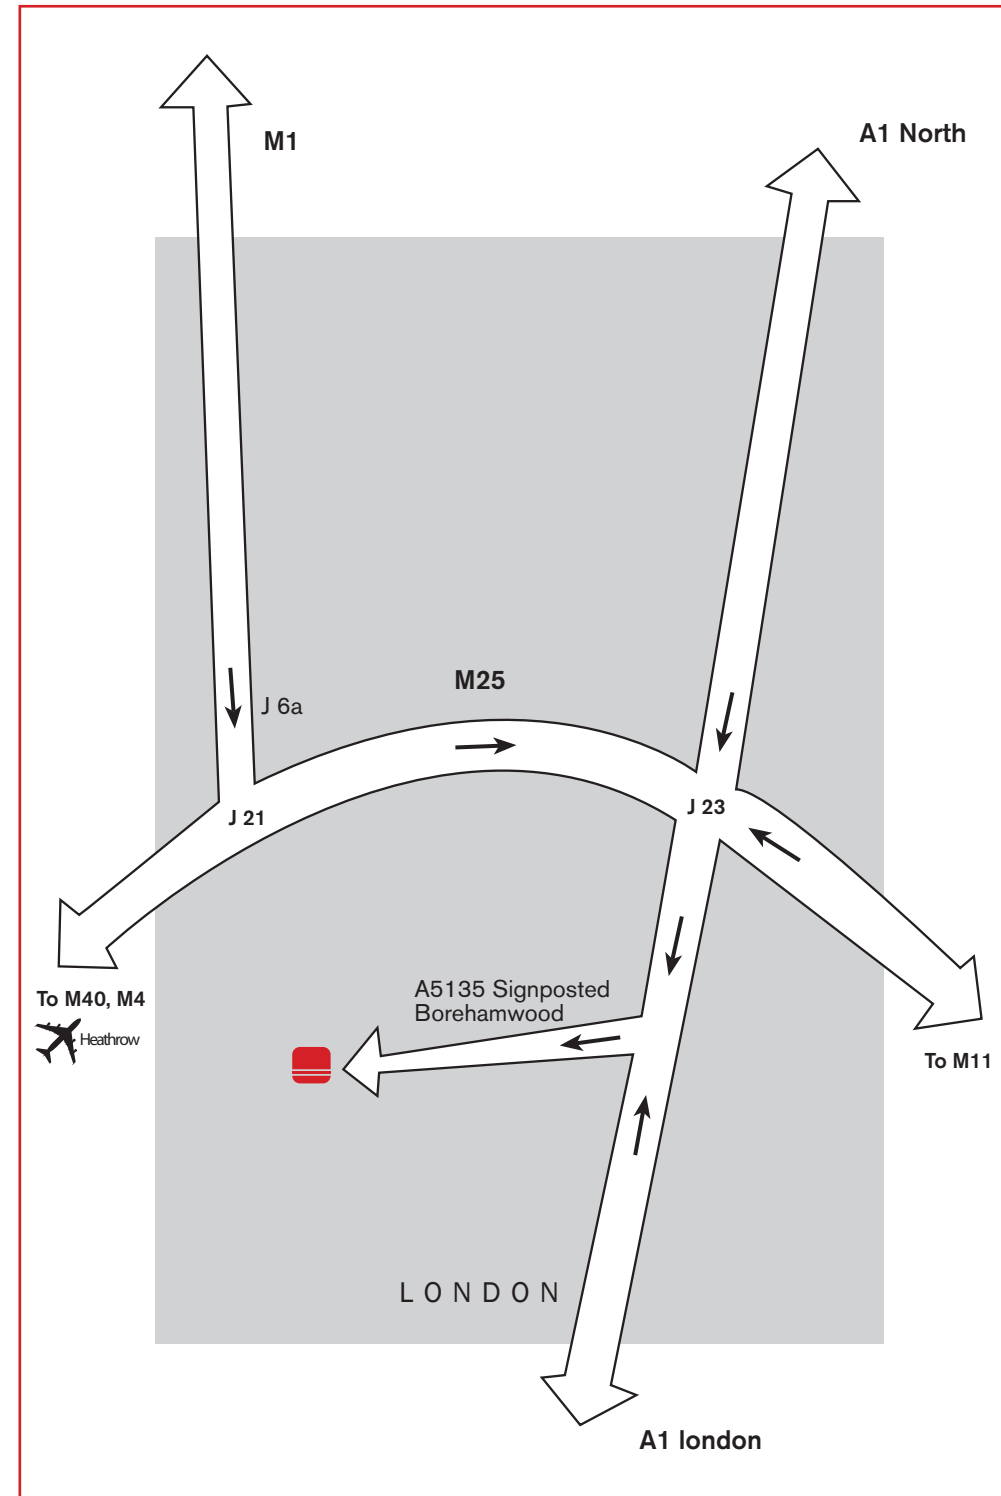 M1
A1 North
M25
J 6a
J 21
J 23
A5135 Signposted
Borehamwood
To M40, M4
Heathrow
To M11
LONDON
A1 london